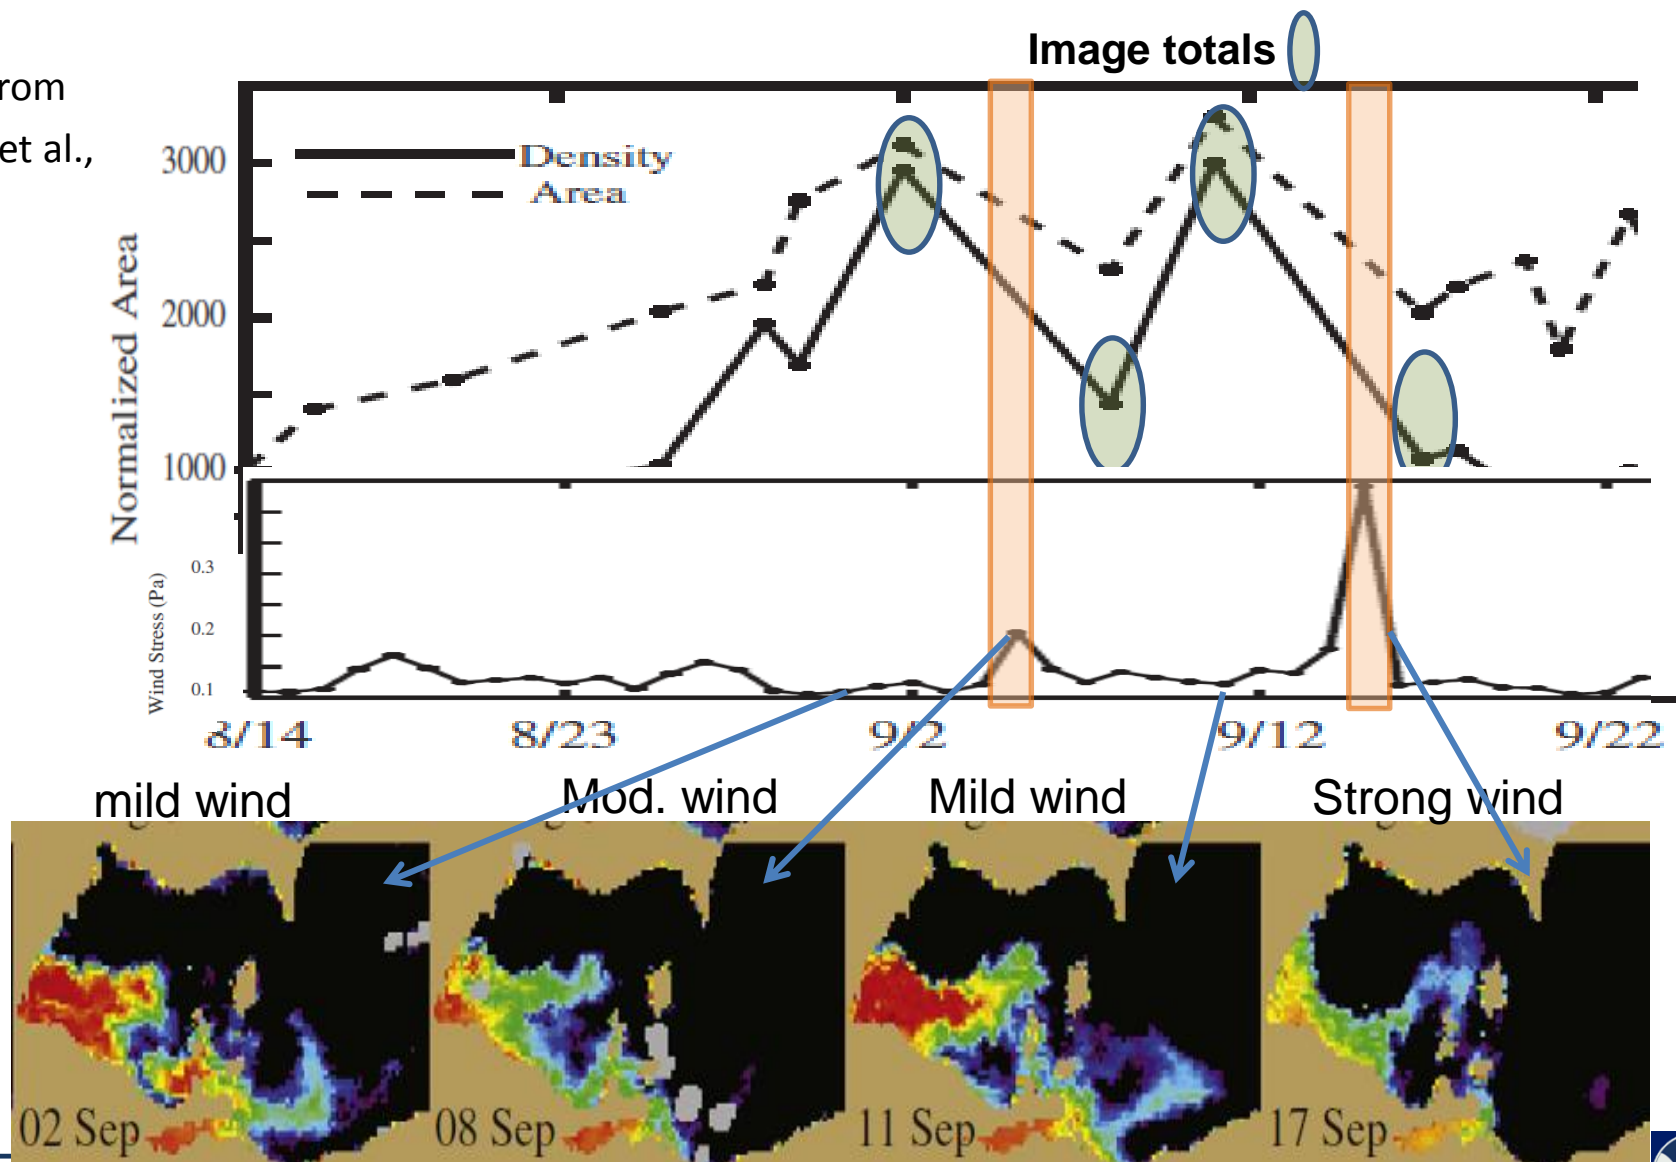 Image totals
rom
et al.,
Density
Area
3000
2000
1000
Normalized Area
0.3
0.2
0.1
Wind Stress (Pa)
8/14
8/23
9/2
9/12
9/22
mild wind
Mod. wind
Mild wind
Strong wind
02 Sep
08 Sep
11 Sep
17 Sep